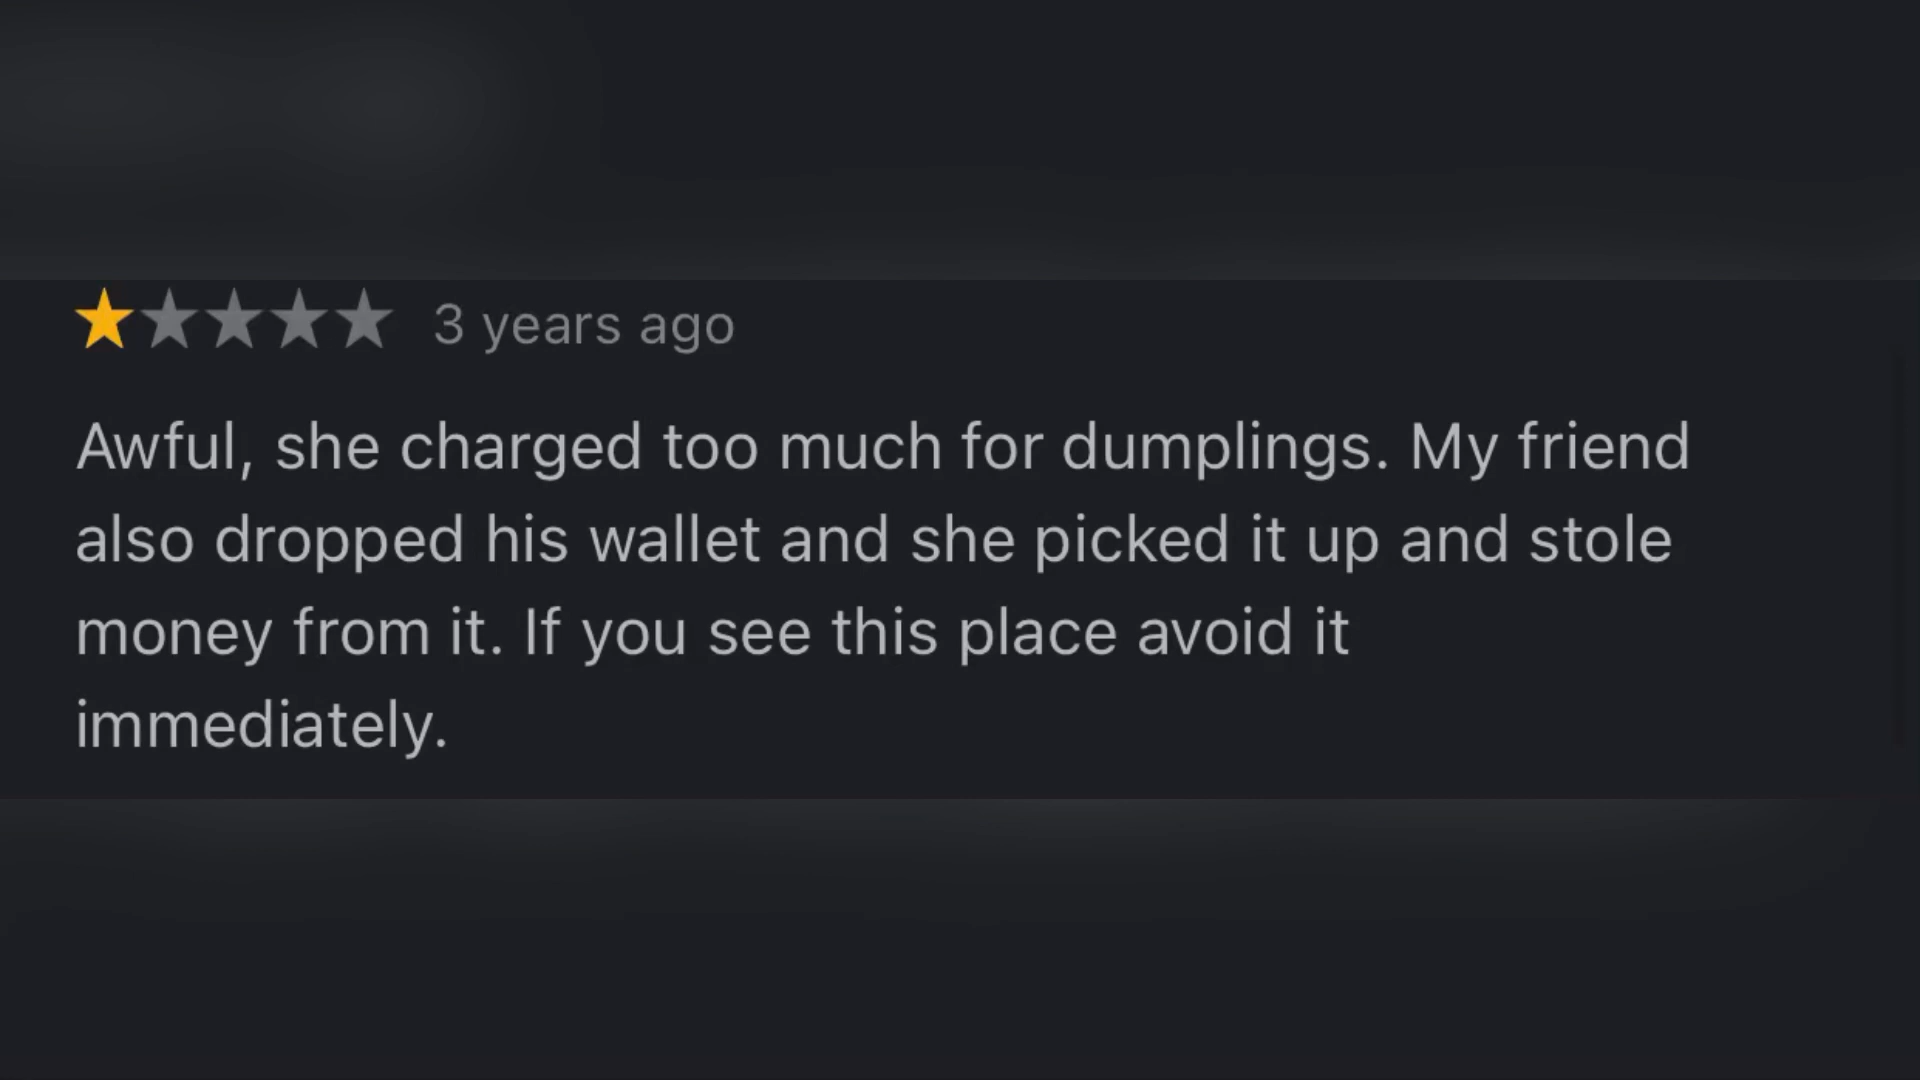 3 years ago
Awful, she charged too much for dumplings. My friend
also dropped his wallet and she picked it up and stole
money from it. If you see this place avoid it
immediately.